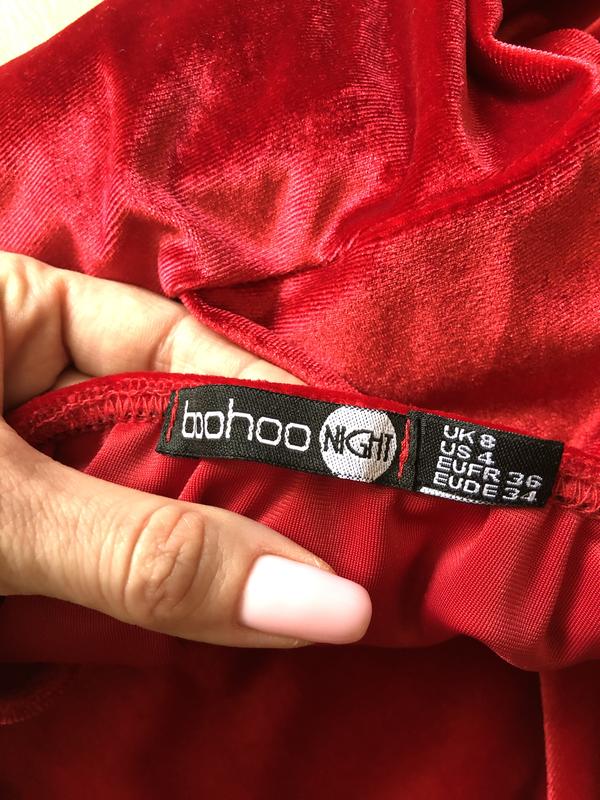 boohoo NIGHT
UK 8
US 4
EUFR 36
EUDE 34